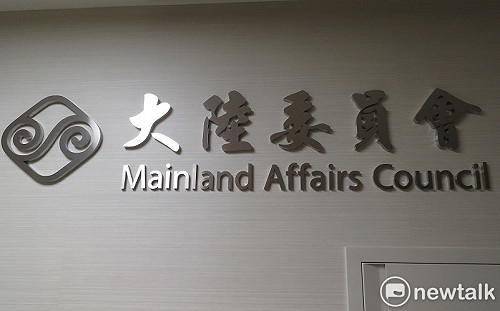 大陸委員會
Mainland Affairs Council
newtalk